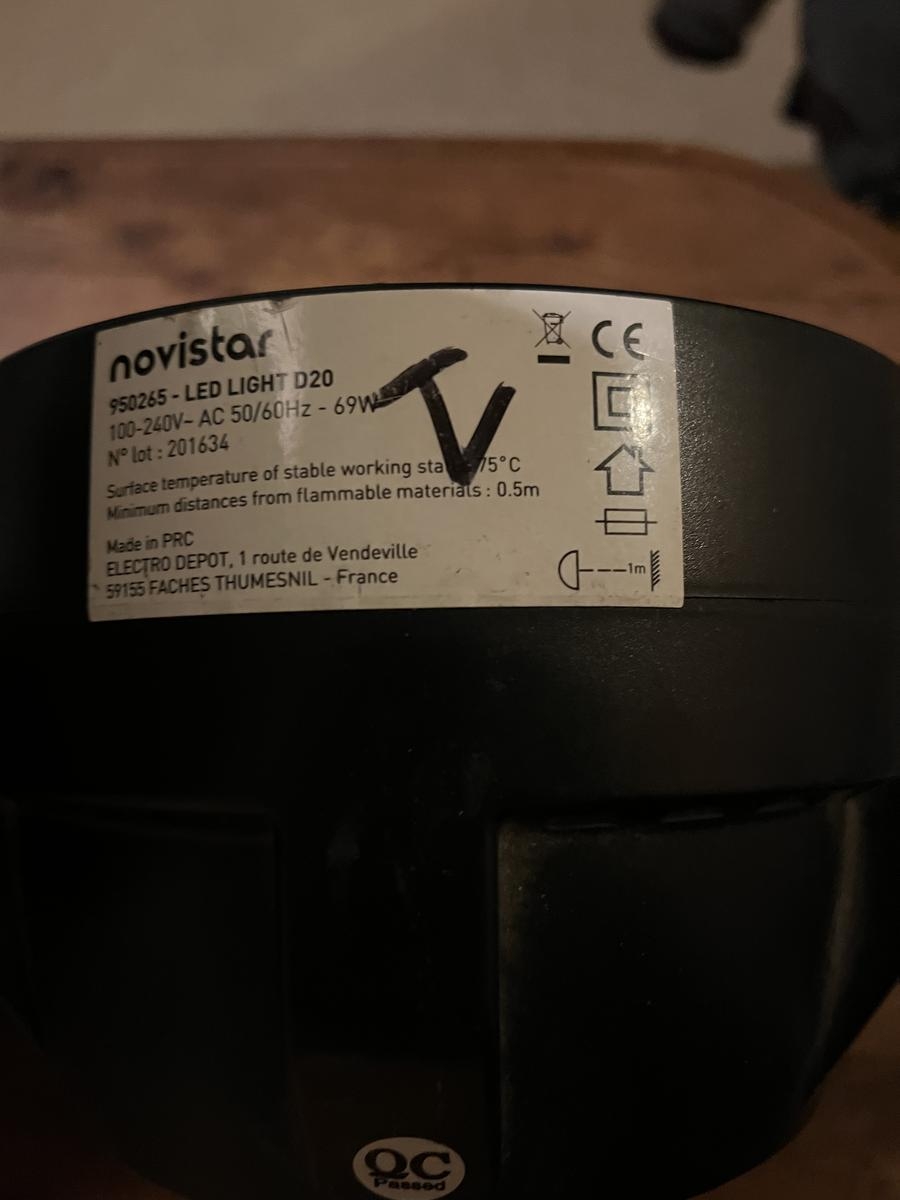 novistar
950265 - LED LIGHT D20
100-240V~ AC 50/60Hz - 69W
N° lot : 201634
Surface temperature of stable working 75°C
Minimum distances from flammable materials : 0.5m
Made in PRC
ELECTRO DEPOT, 1 route de Vendeville
59155 FACHES THUMESNIL - France
CE
1m
QC
Passed